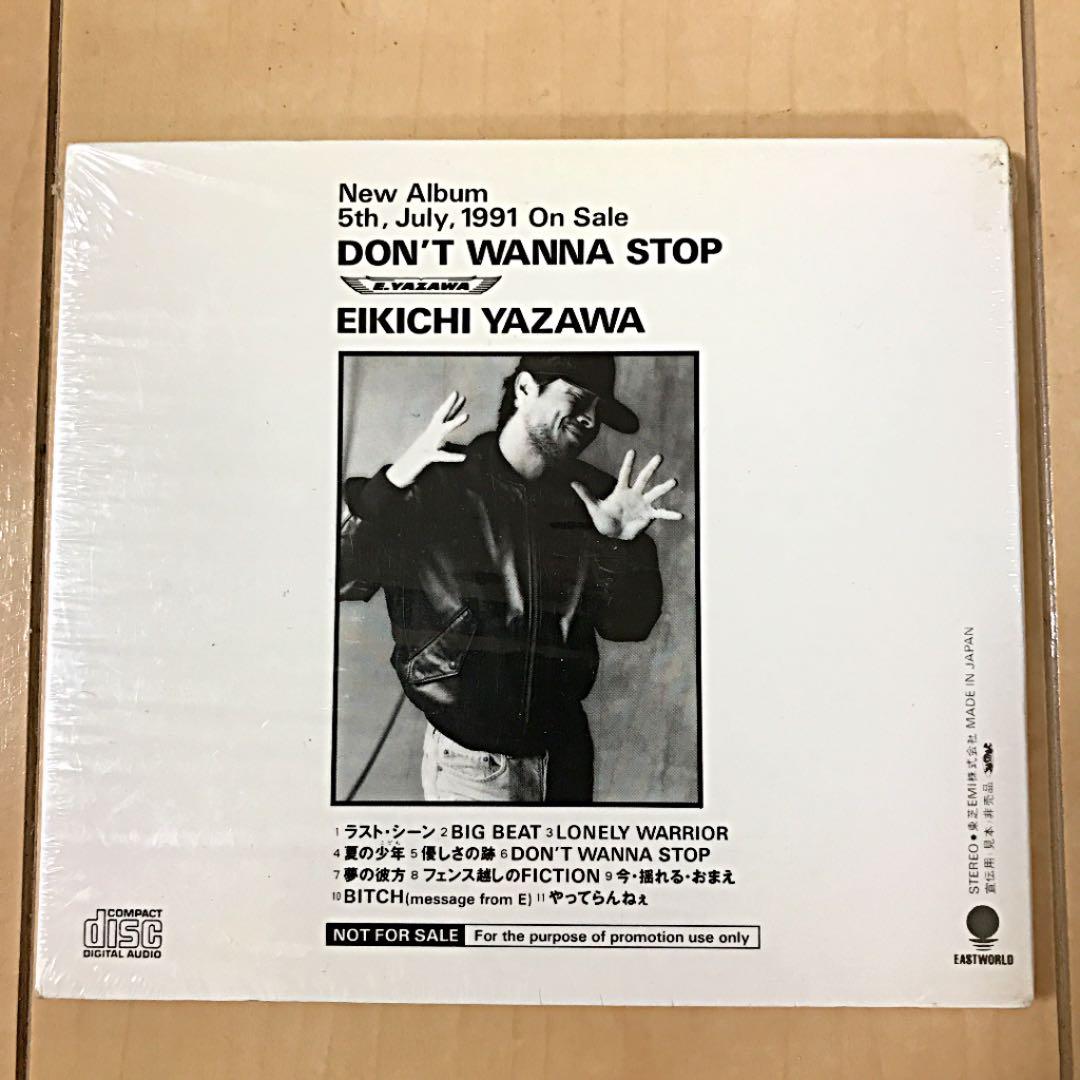 New Album
5th, July, 1991 On Sale
DON'T WANNA STOP
E.YAZAWA
EIKICHI YAZAWA
1 ラスト・シーン 2 BIG BEAT 3 LONELY WARRIOR
4 夏の少年 5 優しさの跡 6 DON'T WANNA STOP
7 夢の彼方 8 フェンス越しのFICTION 9 今・揺れる・おまえ
10 BITCH (message from E) 11 やってらんねぇ
NOT FOR SALE For the purpose of promotion use only
COMPACT
disc
DIGITAL AUDIO
STEREO ● 東芝EMI株式会社 MADE IN JAPAN
宣伝用 見本 非売品
EASTWORLD